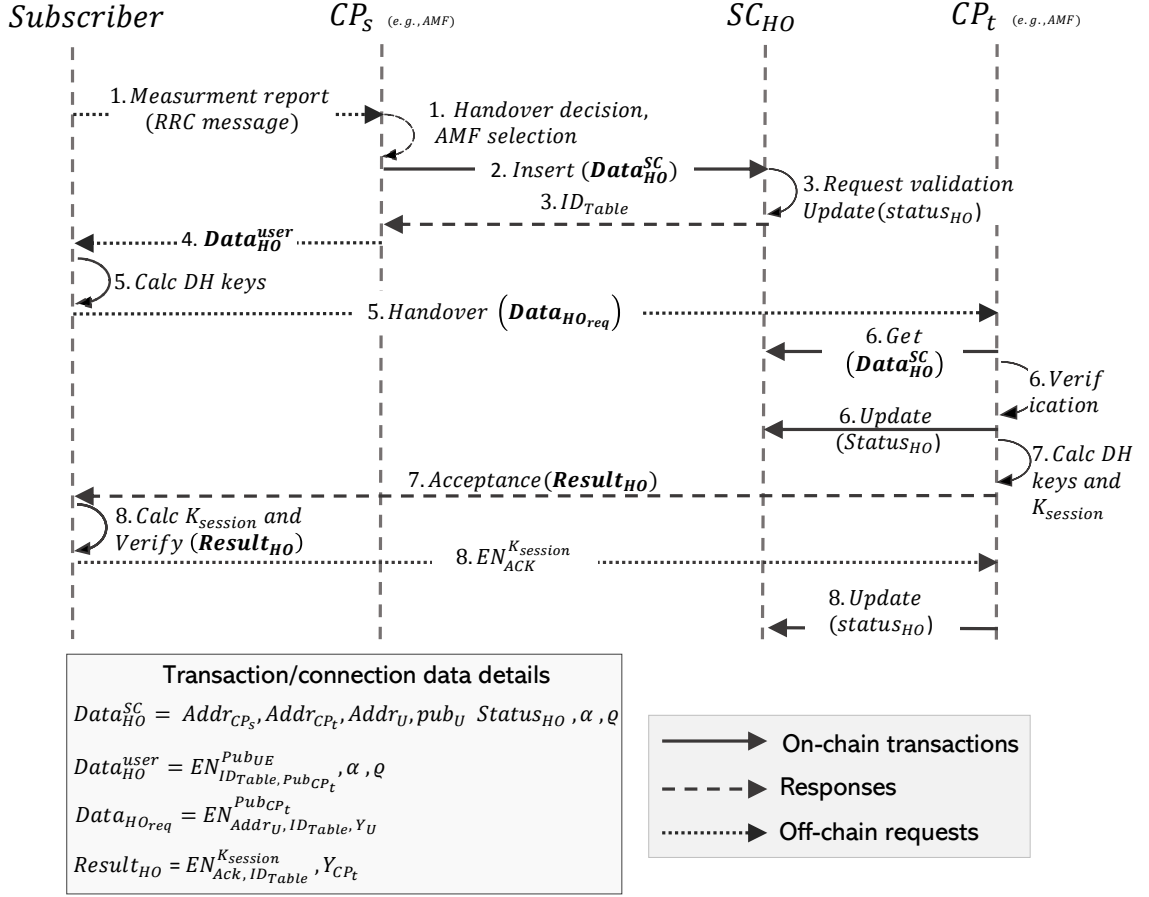 Subscriber CP_s (e.g.,AMF) SC_HO CP_t (e.g.,AMF)
1. Measurment report
(RRC message)
1. Handover decision,
AMF selection
2. Insert (Data_HO^SC)
3. Request validation
Update(status_HO)
3. ID_Table
4. Data_HO^user
5. Calc DH keys
5. Handover (Data_HO_req)
6. Get
(Data_HO^SC)
6. Verif
ication
6. Update
(Status_HO)
7. Calc DH
keys and
K_session
7. Acceptance(Result_HO)
8. Calc K_session and
Verify (Result_HO)
8. EN_ACK^K_session
8. Update
(status_HO)
Transaction/connection data details
Data_HO^SC = Addr_CP_s, Addr_CP_t, Addr_U, pub_U Status_HO , α, ϱ
Data_HO^user = EN_ID_Table, Pub_CP_t^Pub_UE , α , ϱ
Data_HO_req = EN_Addr_U, ID_Table, Y_U^Pub_CP_t
Result_HO = EN_Ack, ID_Table^K_session , Y_CP_t
On-chain transactions
Responses
Off-chain requests